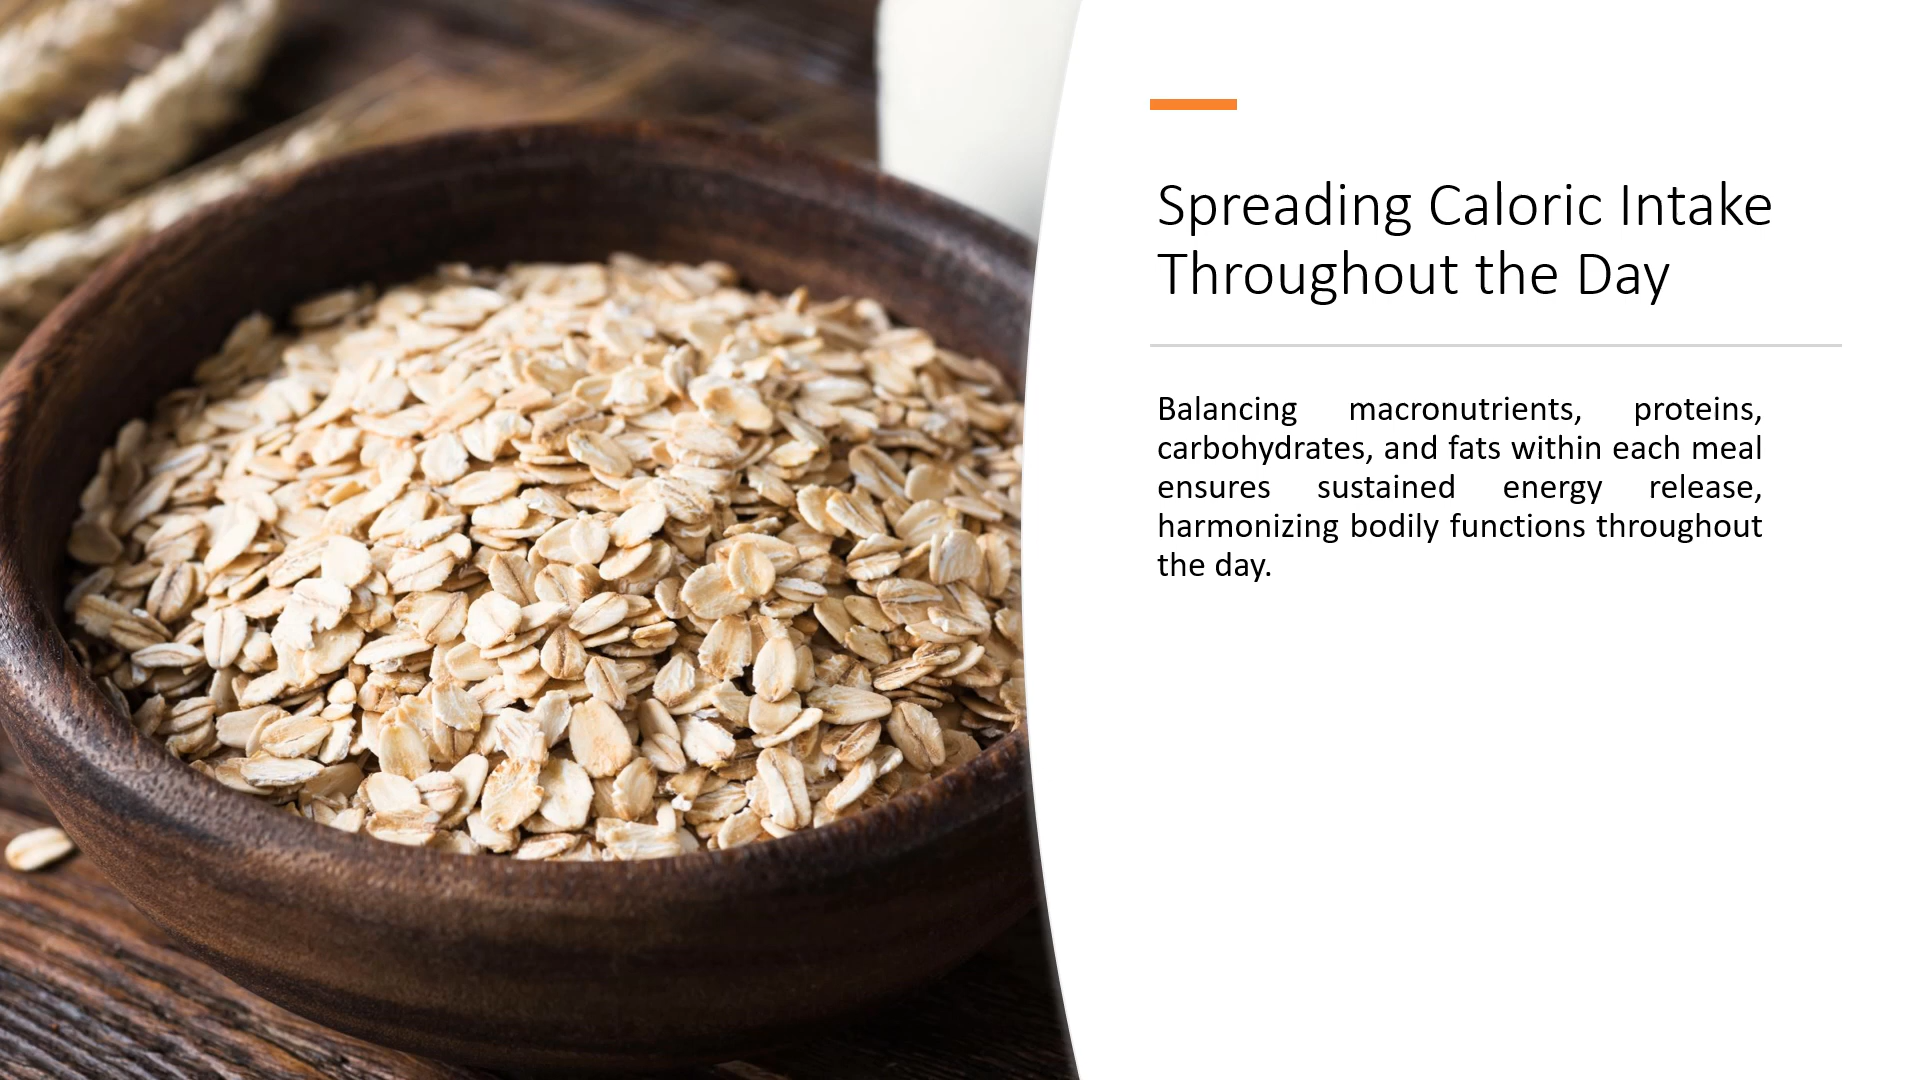 Spreading Caloric Intake
Throughout the Day
Balancing macronutrients, proteins,
carbohydrates, and fats within each meal
ensures sustained energy release,
harmonizing bodily functions throughout
the day.